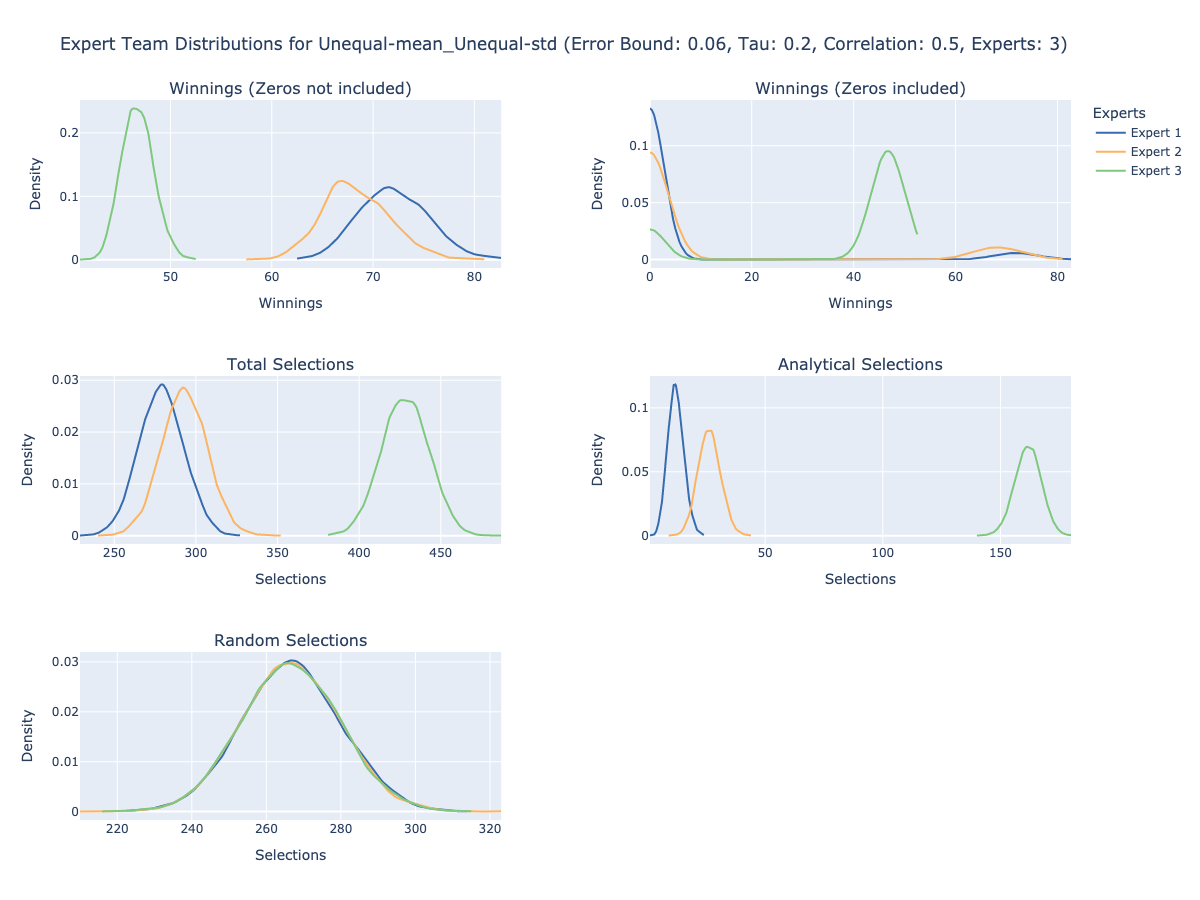 Expert Team Distributions for Unequal-mean_Unequal-std (Error Bound: 0.06, Tau: 0.2, Correlation: 0.5, Experts: 3)
Winnings (Zeros not included)
Density
0.2
0.1
0
50
60
70
80
Winnings
Winnings (Zeros included)
Density
0.1
0.05
0
0
20
40
60
80
Winnings
Experts
Expert 1
Expert 2
Expert 3
Total Selections
Density
0.03
0.02
0.01
0
250
300
350
400
450
Selections
Analytical Selections
Density
0.1
0.05
0
50
100
150
Selections
Random Selections
Density
0.03
0.02
0.01
0
220
240
260
280
300
320
Selections